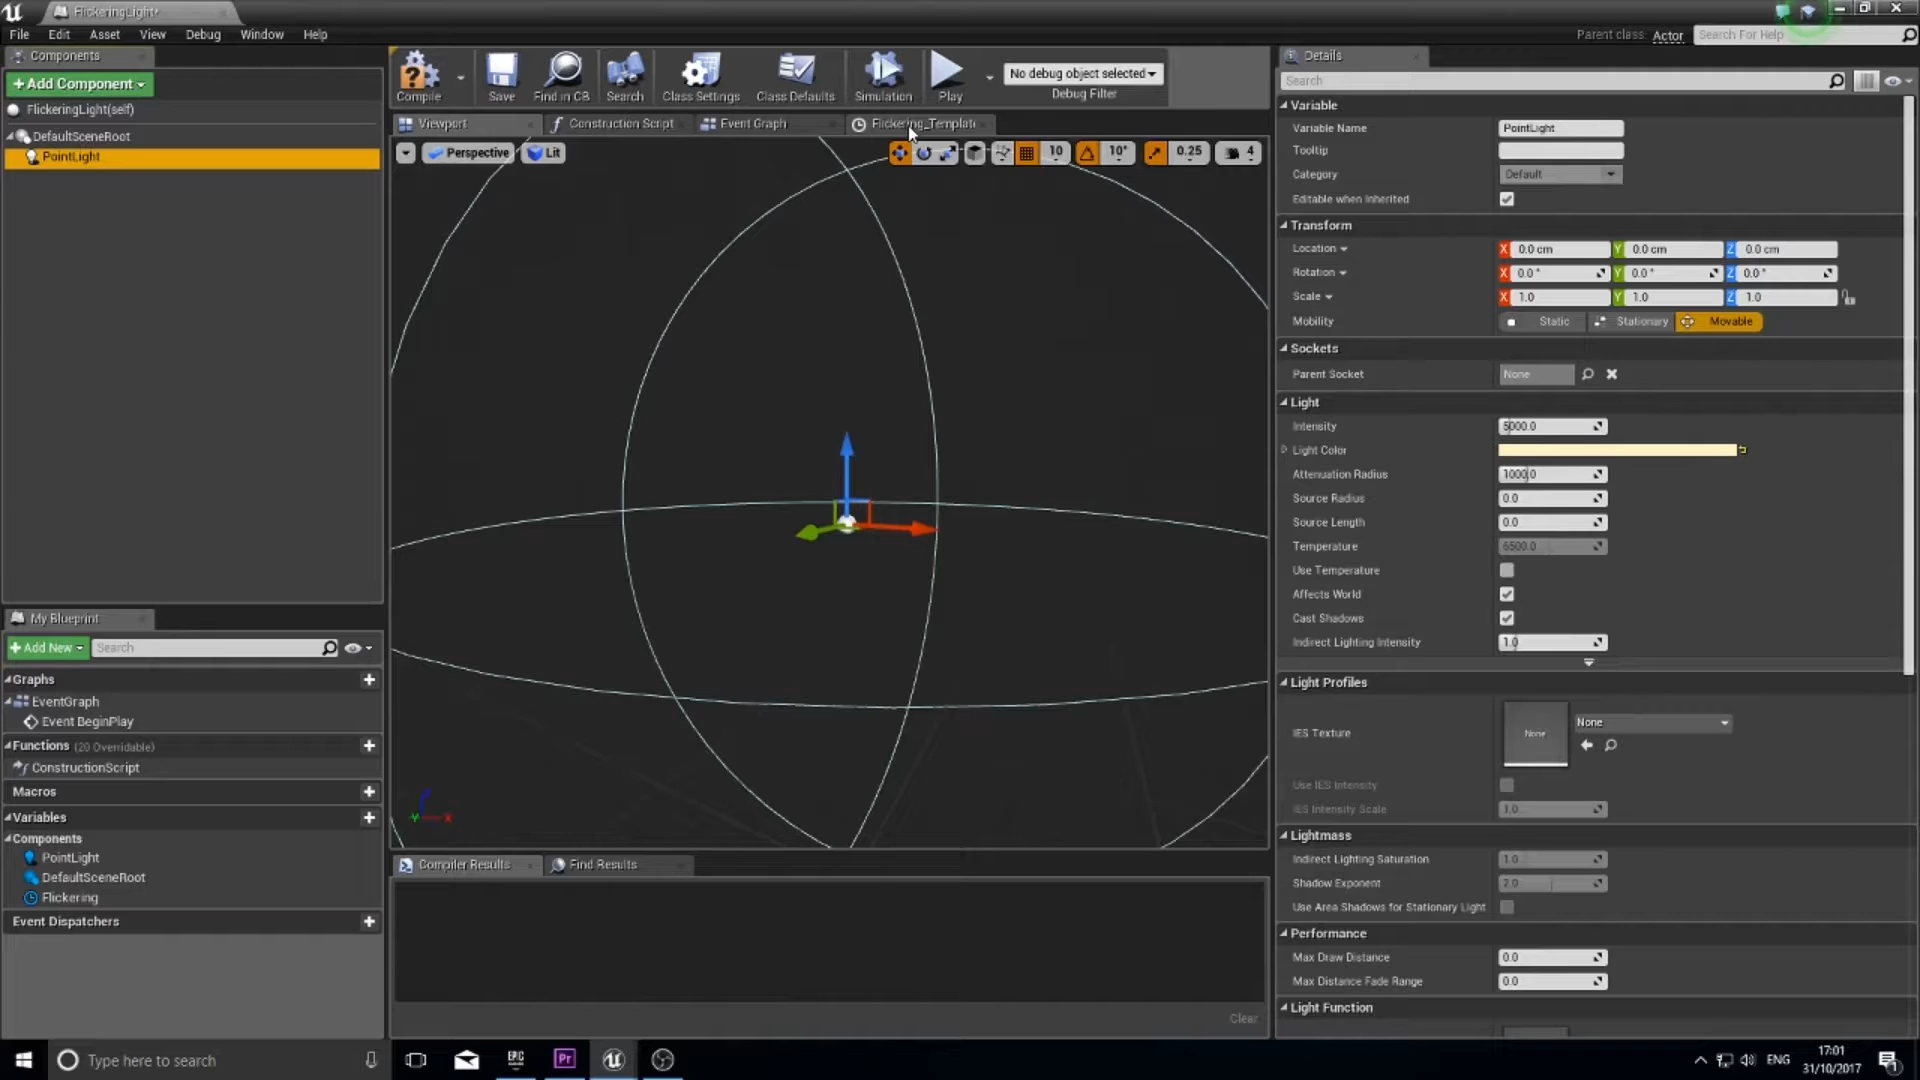 FlickeringLight*
File Edit Asset View Debug Window Help
Parent class: Actor
Search For Help
Components
+Add Component
FlickeringLight(self)
DefaultSceneRoot
PointLight
Compile
Save
Find in CB
Search
Class Settings
Class Defaults
Simulation
Play
No debug object selected
Debug Filter
Viewport
Construction Script
Event Graph
Flickering_Templat
Perspective
Lit
10
10°
0.25
4
My Blueprint
+Add New
Search
Graphs
EventGraph
Event BeginPlay
Functions (20 Overridable)
ConstructionScript
Macros
Variables
Components
PointLight
DefaultSceneRoot
Flickering
Event Dispatchers
Compiler Results
Find Results
Clear
Details
Search
Variable
Variable Name PointLight
Tooltip
Category Default
Editable when Inherited
Transform
Location X 0.0 cm Y 0.0 cm Z 0.0 cm
Rotation X 0.0 ° Y 0.0 ° Z 0.0 °
Scale X 1.0 Y 1.0 Z 1.0
Mobility Static Stationary Movable
Sockets
Parent Socket None
Light
Intensity 5000.0
Light Color
Attenuation Radius 1000.0
Source Radius 0.0
Source Length 0.0
Temperature 6500.0
Use Temperature
Affects World
Cast Shadows
Indirect Lighting Intensity 1.0
Light Profiles
IES Texture None None
Use IES Intensity
IES Intensity Scale 1.0
Lightmass
Indirect Lighting Saturation 1.0
Shadow Exponent 2.0
Use Area Shadows for Stationary Light
Performance
Max Draw Distance 0.0
Max Distance Fade Range 0.0
Light Function
Type here to search
EPIC
Pr
ENG
17:01
31/10/2017
1